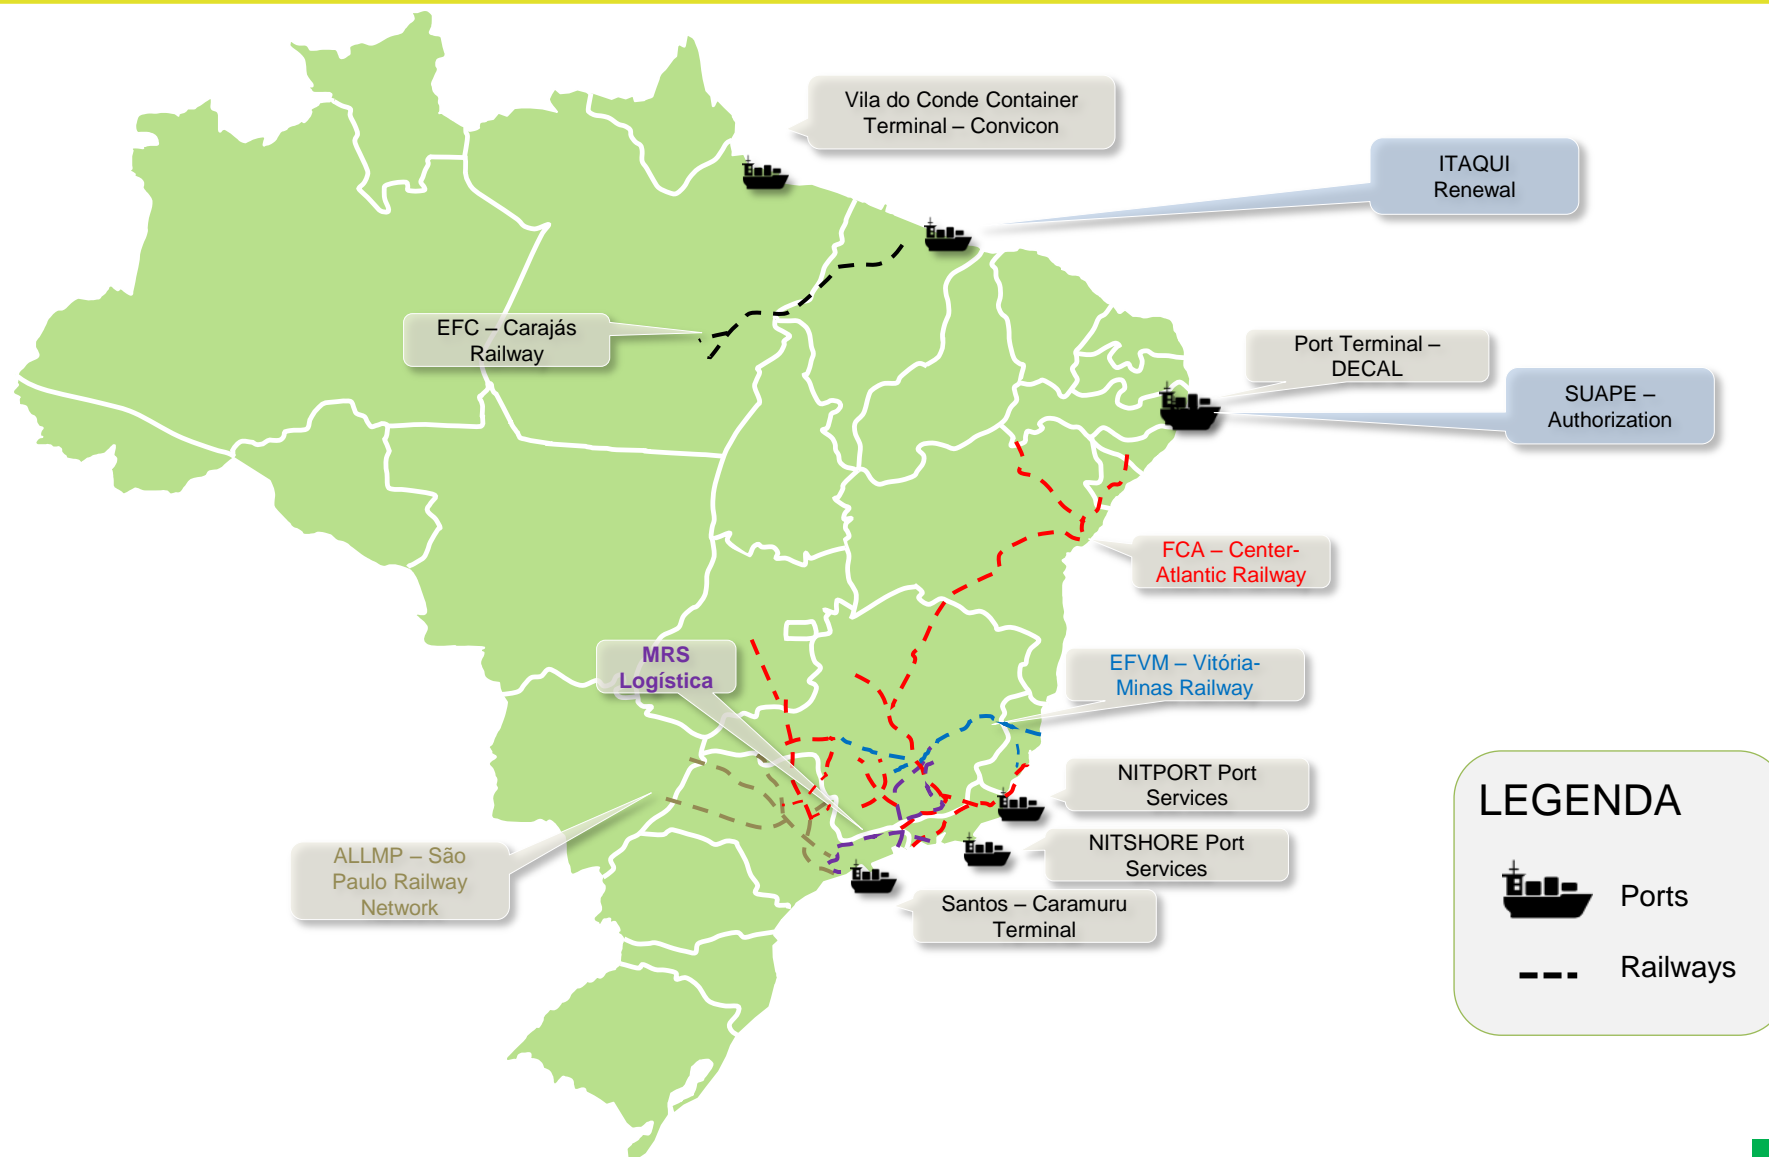 Vila do Conde Container
Terminal – Convicon
ITAQUI
Renewal
EFC – Carajás
Railway
Port Terminal –
DECAL
SUAPE –
Authorization
FCA – Center-
Atlantic Railway
MRS
Logística
EFVM – Vitória-
Minas Railway
NITPORT Port
Services
NITSHORE Port
Services
ALLMP – São
Paulo Railway
Network
Santos – Caramuru
Terminal
LEGENDA
Ports
Railways